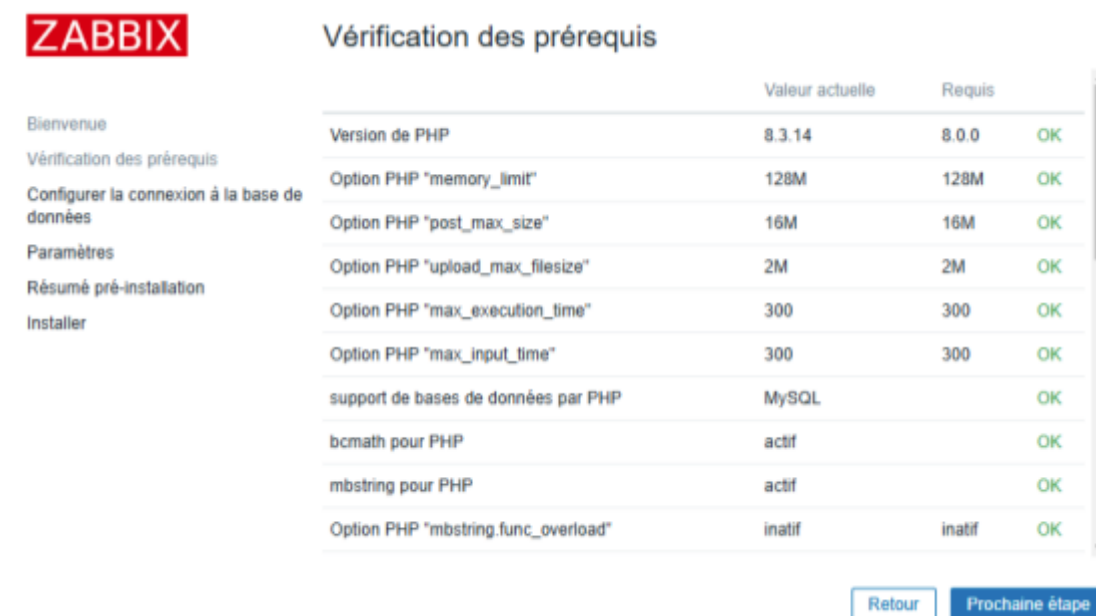 ZABBIX
Vérification des prérequis
Bienvenue
Vérification des prérequis
Configurer la connexion à la base de
données
Paramètres
Résumé pré-installation
Installer
Valeur actuelle Requis
Version de PHP 8.3.14 8.0.0 OK
Option PHP "memory_limit" 128M 128M OK
Option PHP "post_max_size" 16M 16M OK
Option PHP "upload_max_filesize" 2M 2M OK
Option PHP "max_execution_time" 300 300 OK
Option PHP "max_input_time" 300 300 OK
support de bases de données par PHP MySQL OK
bcmath pour PHP actif OK
mbstring pour PHP actif OK
Option PHP "mbstring.func_overload" inatif inatif OK
Retour Prochaine étape